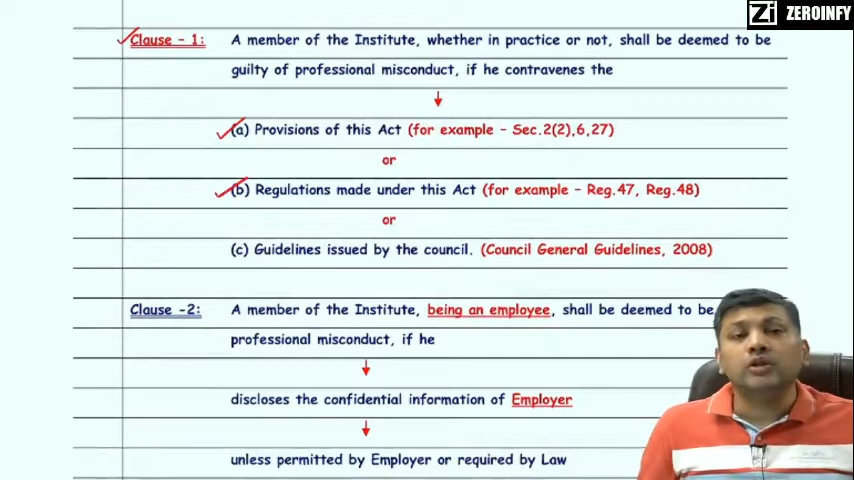 Zi ZEROINFY
Clause - 1: A member of the Institute, whether in practice or not, shall be deemed to be
guilty of professional misconduct, if he contravenes the
(a) Provisions of this Act (for example - Sec.2(2),6,27)
or
(b) Regulations made under this Act (for example - Reg.47, Reg.48)
or
(c) Guidelines issued by the council. (Council General Guidelines, 2008)
Clause -2: A member of the Institute, being an employee, shall be deemed to be
professional misconduct, if he
discloses the confidential information of Employer
unless permitted by Employer or required by Law